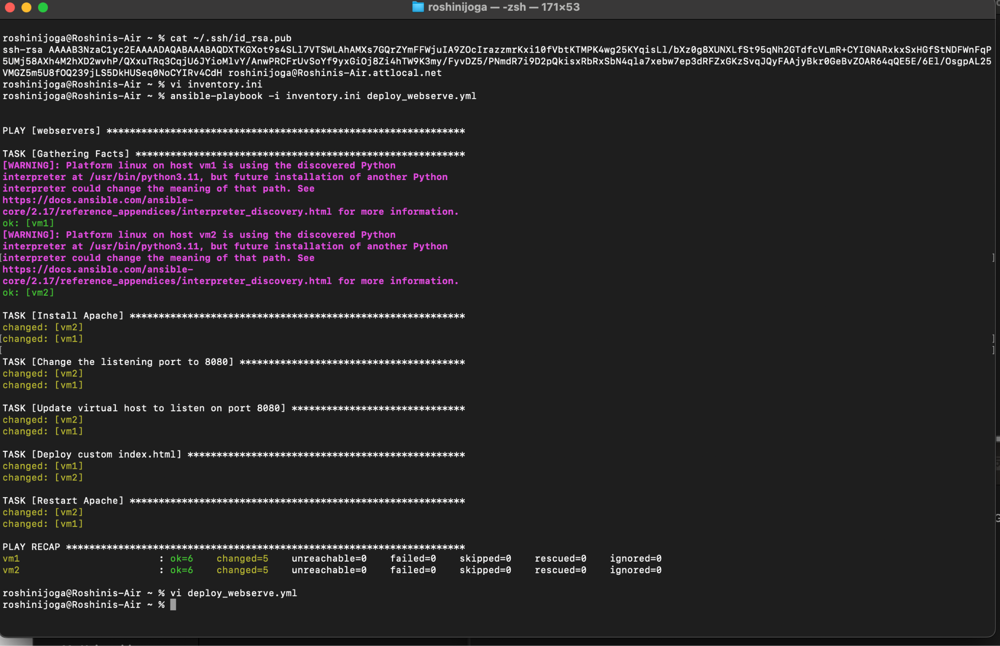 roshinijoga — -zsh — 171×53
roshinijoga@Roshinis-Air ~ % cat ~/.ssh/id_rsa.pub
ssh-rsa AAAAB3NzaC1yc2EAAAADAQABAAABAQDXTKGXot9s4SLl7VTSWLAhAMXs7GQrZYmFFWjuIA9ZOcIrazzmrKxi10fVbtKTMPK4wg25KYqisLl/bXz0g8XUNXLfSt95qNh2GTdfcVLmR+CYIGNARxkxSxHGfStNDFWnFqP
5UMj58AXh4M2hXD2wvhP/QXxuTRq3CqjU6JYioMlvY/AnwPRCFrUvSoYf9yxGiOj8Zi4hTW9K3my/FyvDZ5/PNmdR7i9D2pQkisxRbRxSbN4qla7xebw7ep3dRFZxGKzSvqJQyFAAjyBkr0GeBvZOAR64qQE5E/6El/OsgpAL25
VMGZ5m5U8fOQ239jLS5DkHUSeq0NoCYIRv4CdH roshinijoga@Roshinis-Air.attlocal.net
roshinijoga@Roshinis-Air ~ % vi inventory.ini
roshinijoga@Roshinis-Air ~ % ansible-playbook -i inventory.ini deploy_webserve.yml
PLAY [webservers] **************************************************************
TASK [Gathering Facts] *********************************************************
[WARNING]: Platform linux on host vm1 is using the discovered Python
interpreter at /usr/bin/python3.11, but future installation of another Python
interpreter could change the meaning of that path. See
https://docs.ansible.com/ansible-
core/2.17/reference_appendices/interpreter_discovery.html for more information.
ok: [vm1]
[WARNING]: Platform linux on host vm2 is using the discovered Python
interpreter at /usr/bin/python3.11, but future installation of another Python
interpreter could change the meaning of that path. See
https://docs.ansible.com/ansible-
core/2.17/reference_appendices/interpreter_discovery.html for more information.
ok: [vm2]
TASK [Install Apache] **********************************************************
changed: [vm2]
changed: [vm1]
TASK [Change the listening port to 8080] ***************************************
changed: [vm2]
changed: [vm1]
TASK [Update virtual host to listen on port 8080] ******************************
changed: [vm2]
changed: [vm1]
TASK [Deploy custom index.html] ************************************************
changed: [vm1]
changed: [vm2]
TASK [Restart Apache] **********************************************************
changed: [vm2]
changed: [vm1]
PLAY RECAP *********************************************************************
vm1 : ok=6 changed=5 unreachable=0 failed=0 skipped=0 rescued=0 ignored=0
vm2 : ok=6 changed=5 unreachable=0 failed=0 skipped=0 rescued=0 ignored=0
roshinijoga@Roshinis-Air ~ % vi deploy_webserve.yml
roshinijoga@Roshinis-Air ~ %